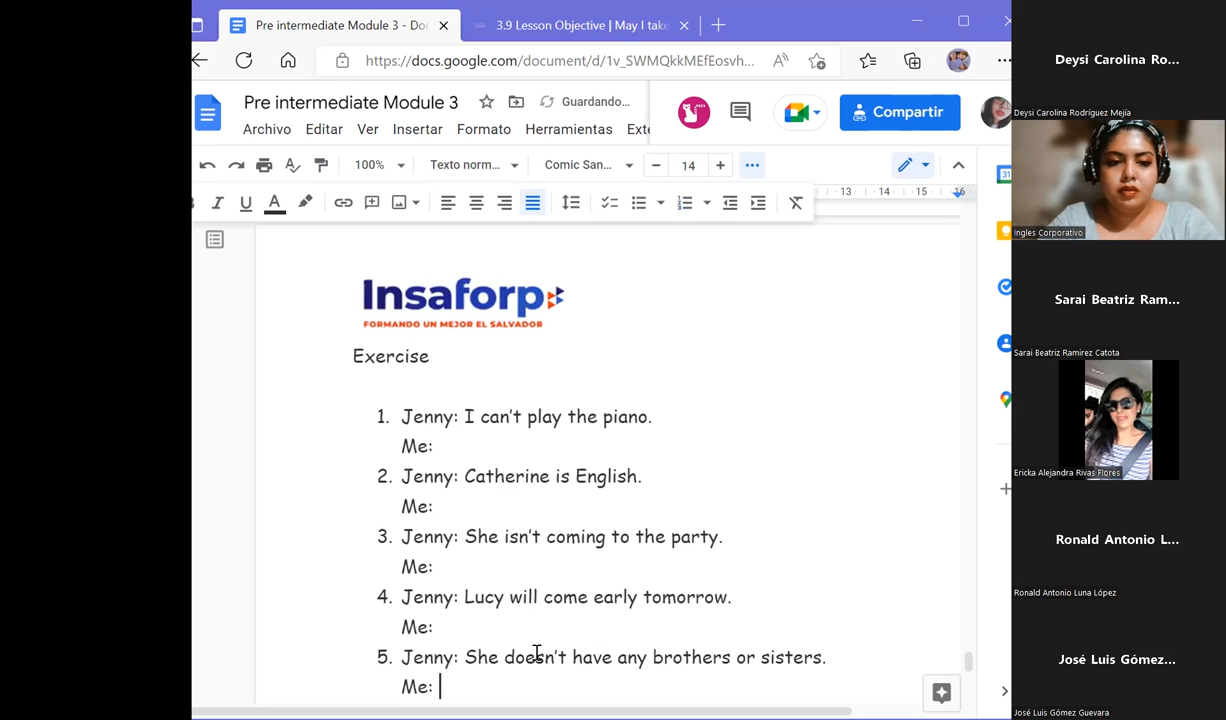 Pre intermediate Module 3 - Doc
3.9 Lesson Objective | May I take
https://docs.google.com/document/d/1v_SWMQkkMEfEosvh...
Pre intermediate Module 3
Guardando...
Compartir
Archivo Editar Ver Insertar Formato Herramientas Exte
100% Texto norm... Comic San... 14
13 14 15 16
Insaforp
FORMANDO UN MEJOR EL SALVADOR
Exercise
1. Jenny: I can't play the piano.
Me:
2. Jenny: Catherine is English.
Me:
3. Jenny: She isn't coming to the party.
Me:
4. Jenny: Lucy will come early tomorrow.
Me:
5. Jenny: She doesn't have any brothers or sisters.
Me:
Deysi Carolina Ro...
Deysi Carolina Rodríguez Mejía
Ingles Corporativo
Sarai Beatriz Ram...
Sarai Beatriz Ramirez Catota
Ericka Alejandra Rivas Flores
Ronald Antonio L...
Ronald Antonio Luna López
José Luis Gómez...
José Luis Gómez Guevara